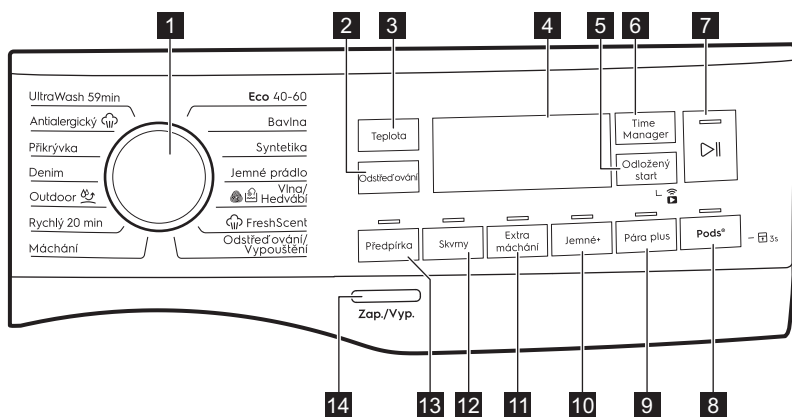 1
2
3
4
5
6
7
UltraWash 59min
Antialergický
Přikrývka
Denim
Outdoor
Rychlý 20 min
Máchání
Eco 40-60
Bavlna
Syntetika
Jemné prádlo
Vlna/
Hedvábí
FreshScent
Odstřeďování/
Vypouštění
Teplota
Odstřeďování
Time
Manager
Odložený
start
Předpírka
Skvrny
Extra
máchání
Jemné+
Pára plus
Pods®
3s
Zap./Vyp.
14
13
12
11
10
9
8